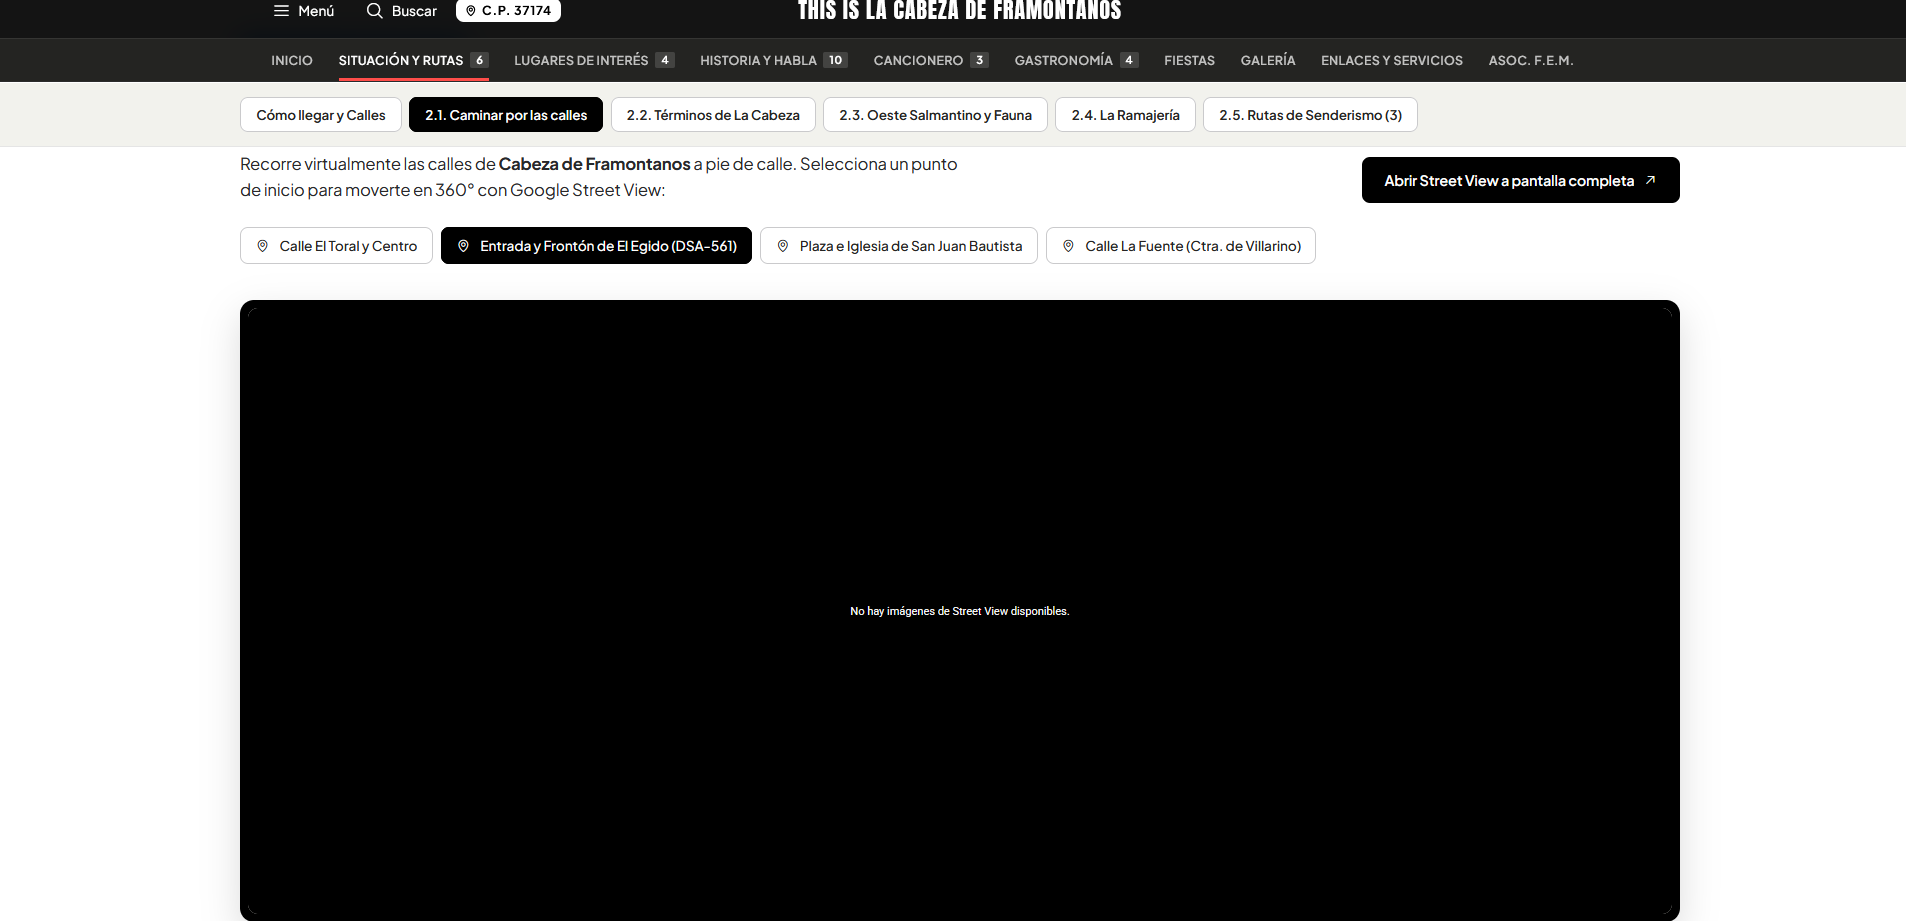 Menú
Buscar
C.P. 37174
THIS IS LA CABEZA DE FRAMONTANOS
INICIO
SITUACIÓN Y RUTAS 6
LUGARES DE INTERÉS 4
HISTORIA Y HABLA 10
CANCIONERO 3
GASTRONOMÍA 4
FIESTAS
GALERÍA
ENLACES Y SERVICIOS
ASOC. F.E.M.
Cómo llegar y Calles
2.1. Caminar por las calles
2.2. Términos de La Cabeza
2.3. Oeste Salmantino y Fauna
2.4. La Ramajería
2.5. Rutas de Senderismo (3)
Recorre virtualmente las calles de Cabeza de Framontanos a pie de calle. Selecciona un punto
de inicio para moverte en 360° con Google Street View:
Abrir Street View a pantalla completa
Calle El Toral y Centro
Entrada y Frontón de El Egido (DSA-561)
Plaza e Iglesia de San Juan Bautista
Calle La Fuente (Ctra. de Villarino)
No hay imágenes de Street View disponibles.